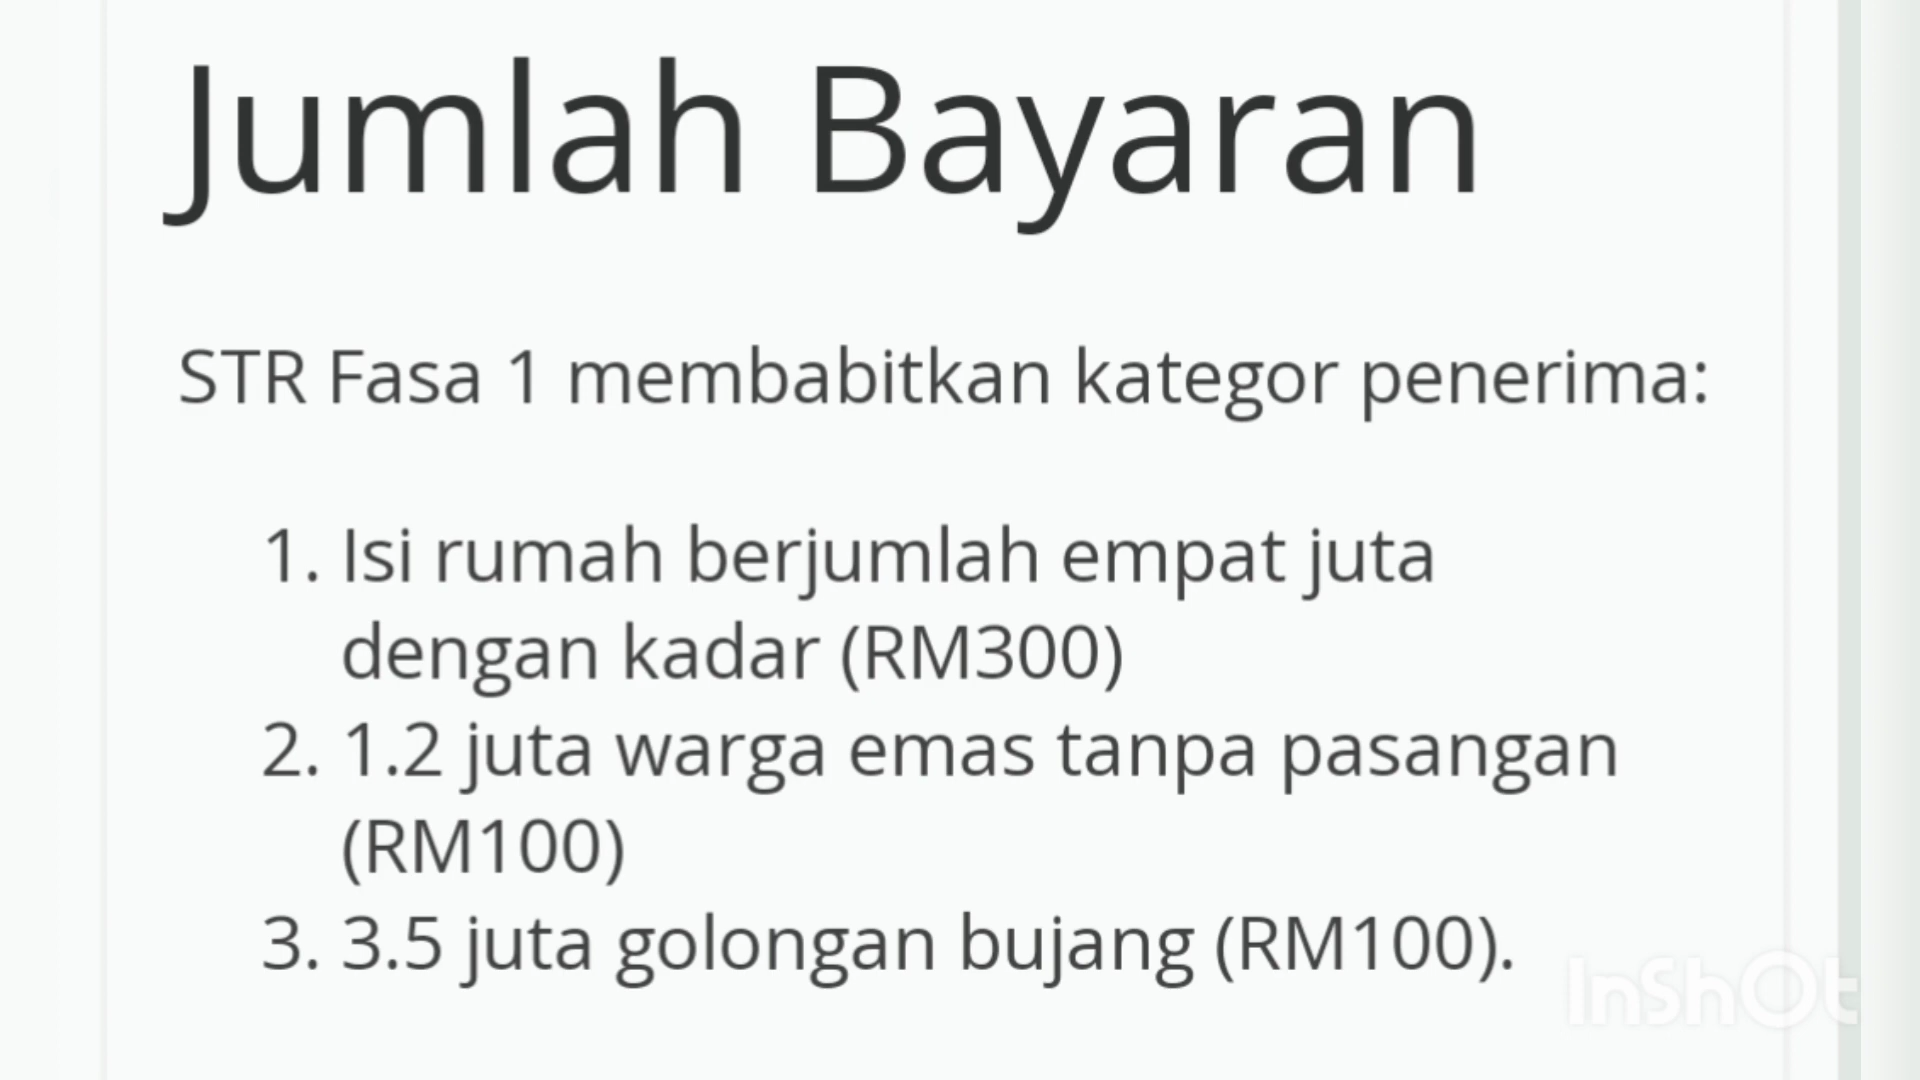 Jumlah Bayaran
STR Fasa 1 membabitkan kategor penerima:
1. Isi rumah berjumlah empat juta
dengan kadar (RM300)
2. 1.2 juta warga emas tanpa pasangan
(RM100)
3. 3.5 juta golongan bujang (RM100).
InShOt